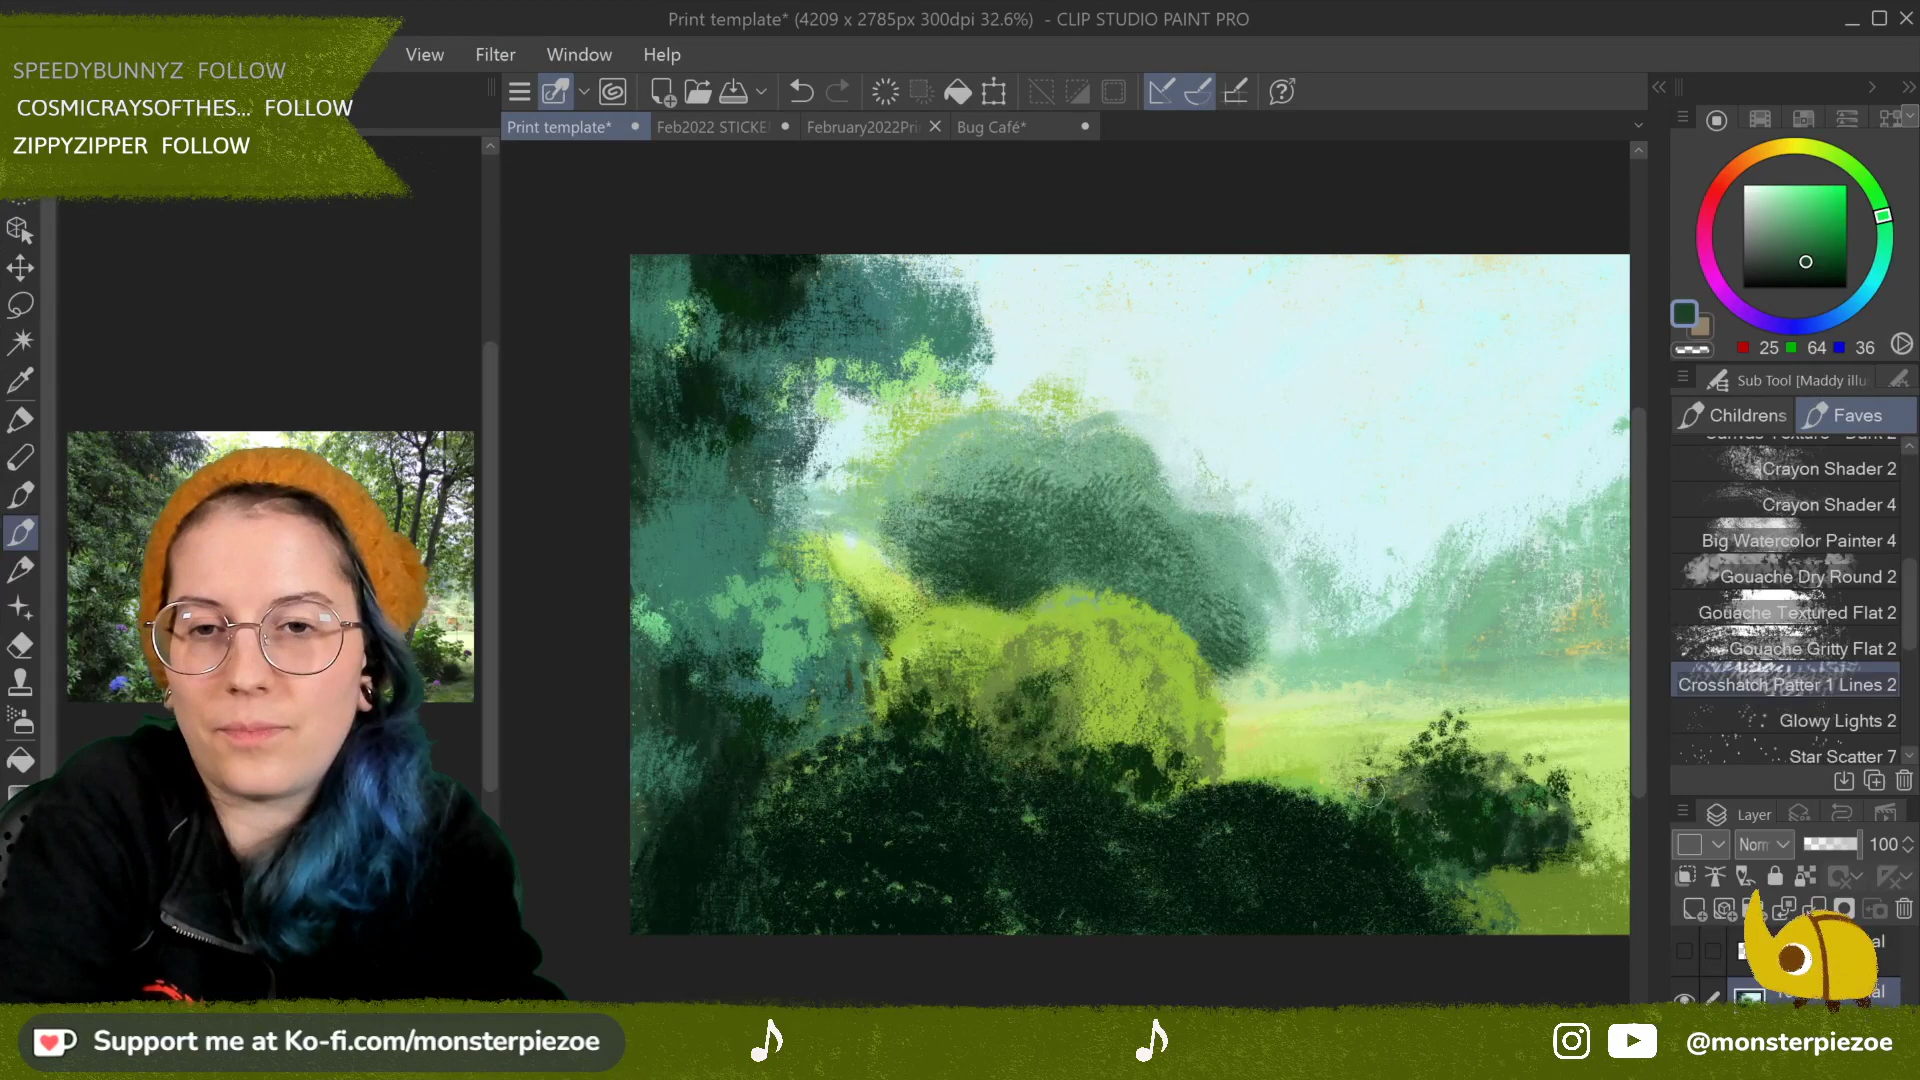 Print template* (4209 x 2785px 300dpi 32.6%) - CLIP STUDIO PAINT PRO
View Filter Window Help
SPEEDYBUNNYZ FOLLOW
COSMICRAYSOFTHES... FOLLOW
ZIPPYZIPPER FOLLOW
Print template* Feb2022 STICKE February2022Pri Bug Café*
25 64 36
Sub Tool [Maddy illu
Childrens Faves
Crayon Shader 2
Crayon Shader 4
Big Watercolor Painter 4
Gouache Dry Round 2
Gouache Textured Flat 2
Gouache Gritty Flat 2
Crosshatch Patter 1 Lines 2
Glowy Lights 2
Star Scatter 7
Layer
Norm 100
al
al
Support me at Ko-fi.com/monsterpiezoe
@monsterpiezoe